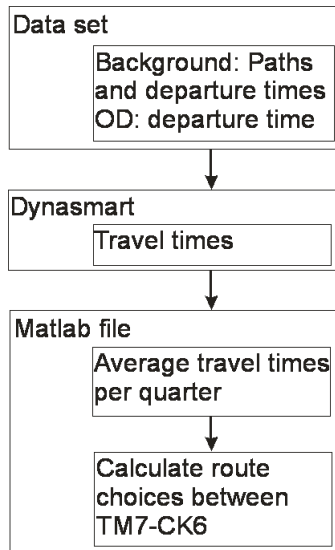 Data set
Background: Paths
and departure times
OD: departure time
Dynasmart
Travel times
Matlab file
Average travel times
per quarter
Calculate route
choices between
TM7-CK6